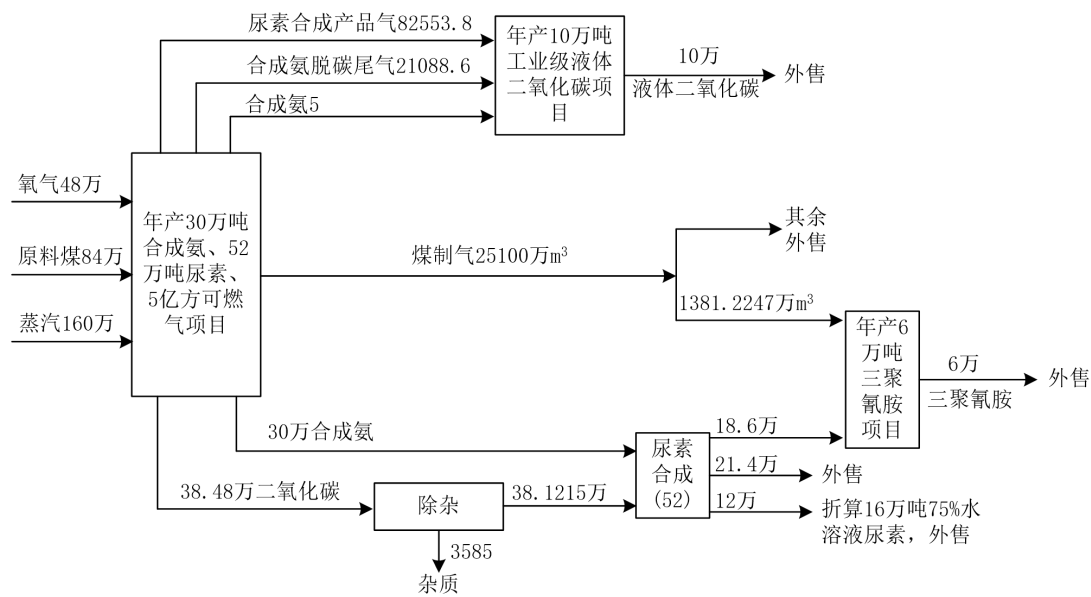 尿素合成产品气82553.8
合成氨脱碳尾气21088.6
合成氨5
年产10万吨
工业级液体
二氧化碳项
目
10万
液体二氧化碳
外售
氧气48万
原料煤84万
蒸汽160万
年产30万吨
合成氨、52
万吨尿素、
5亿方可燃
气项目
煤制气25100万m³
其余
外售
1381.2247万m³
年产6
万吨
三聚
氰胺
项目
6万
三聚氰胺
外售
30万合成氨
38.48万二氧化碳
除杂
38.1215万
3585
杂质
尿素
合成
(52)
18.6万
21.4万
外售
12万
折算16万吨75%水
溶液尿素，外售